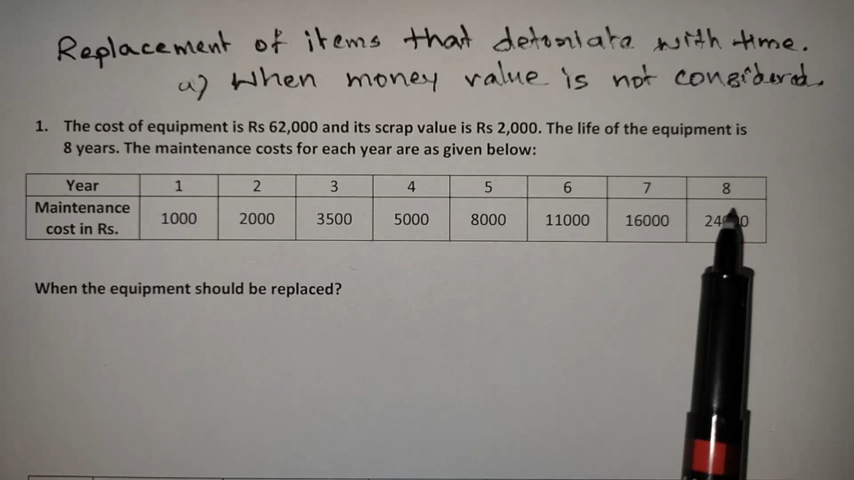 Replacement of items that detoriate with time.
a) When money value is not considered.
1. The cost of equipment is Rs 62,000 and its scrap value is Rs 2,000. The life of the equipment is
8 years. The maintenance costs for each year are as given below:
Year 1 2 3 4 5 6 7 8
Maintenance cost in Rs. 1000 2000 3500 5000 8000 11000 16000
When the equipment should be replaced?